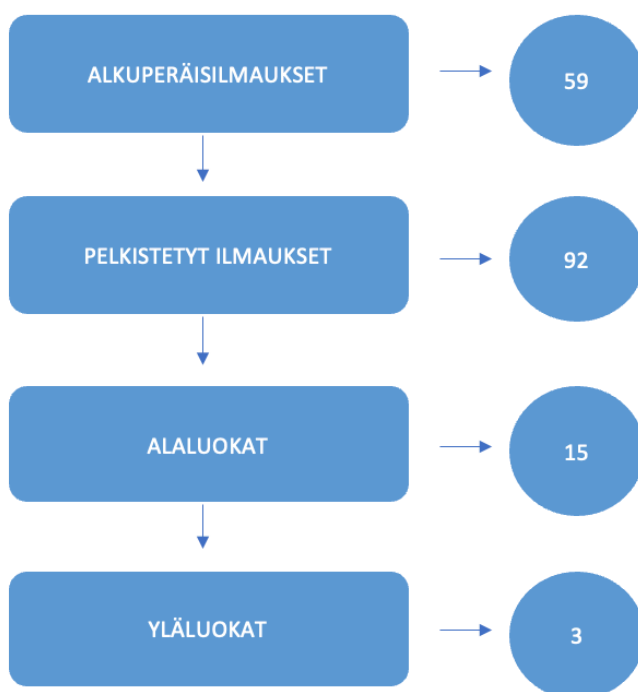 ALKUPERÄISILMAUKSET
59
PELKISTETYT ILMAUKSET
92
ALALUOKAT
15
YLÄLUOKAT
3